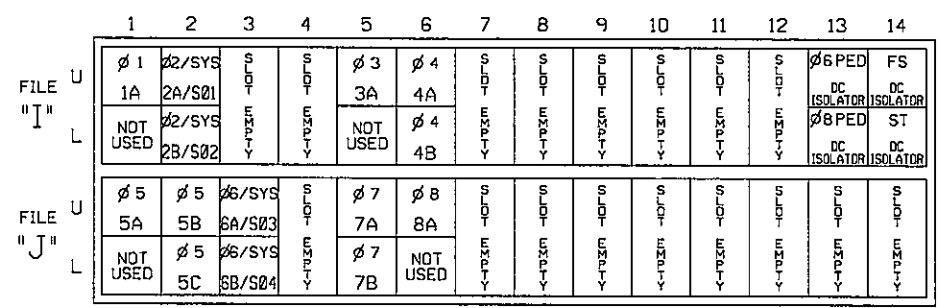 1 2 3 4 5 6 7 8 9 10 11 12 13 14
FILE "I"
U
Ø 1 Ø2/SYS SLOT SLOT Ø 3 Ø 4 SLOT SLOT SLOT SLOT SLOT SLOT Ø6 PED FS
1A 2A/S01 3A 4A DC ISOLATOR DC ISOLATOR
L
NOT USED Ø2/SYS EMPTY EMPTY NOT USED Ø 4 EMPTY EMPTY EMPTY EMPTY EMPTY EMPTY Ø8 PED ST
2B/S02 4B DC ISOLATOR DC ISOLATOR
FILE "J"
U
Ø 5 Ø 5 Ø6/SYS SLOT Ø 7 Ø 8 SLOT SLOT SLOT SLOT SLOT SLOT SLOT SLOT
5A 5B 6A/S03 7A 8A
L
NOT USED Ø 5 Ø6/SYS EMPTY Ø 7 NOT USED EMPTY EMPTY EMPTY EMPTY EMPTY EMPTY EMPTY EMPTY
5C 6B/S04 7B